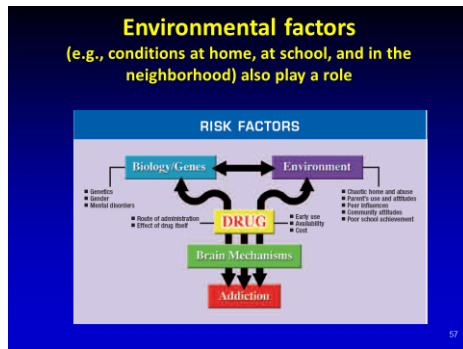 Environmental factors
(e.g., conditions at home, at school, and in the
neighborhood) also play a role
RISK FACTORS
Biology/Genes
Environment
■ Genetics
■ Gender
■ Mental disorders
■ Chaotic home and abuse
■ Parent's use and attitudes
■ Peer influences
■ Community attitudes
■ Poor school achievement
■ Route of administration
■ Effect of drug itself
DRUG
■ Early use
■ Availability
■ Cost
Brain Mechanisms
Addiction
57